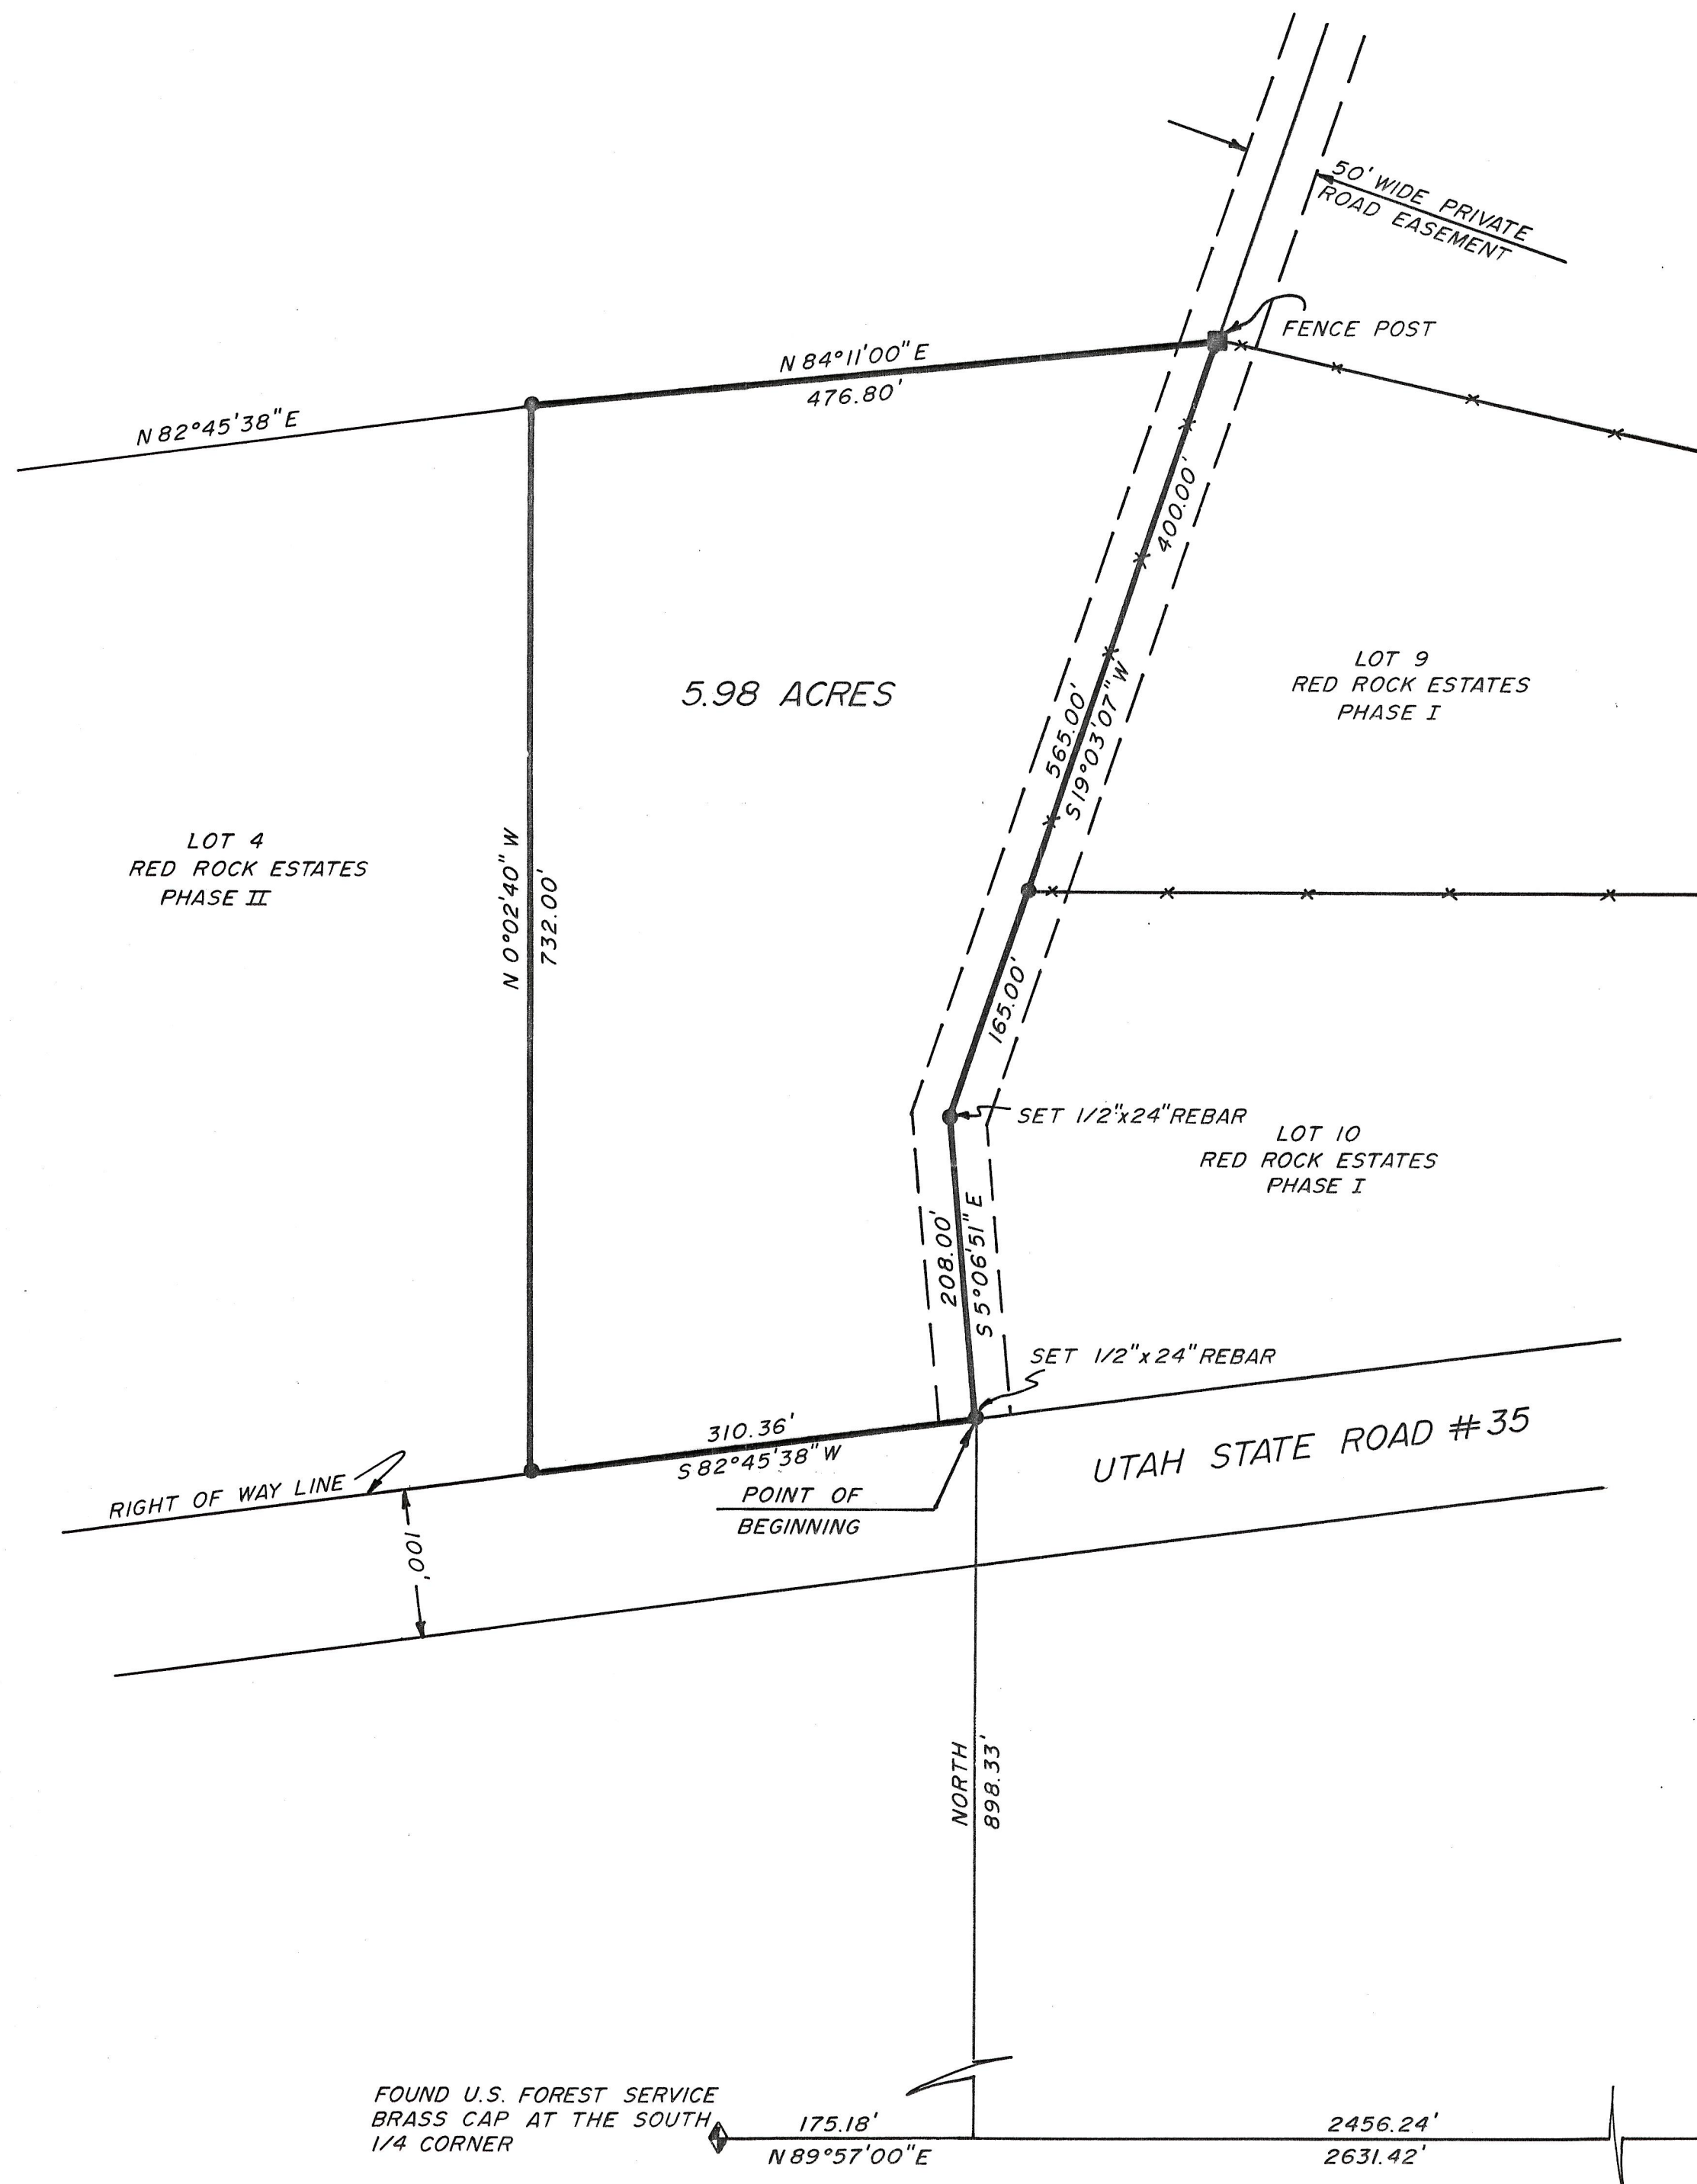 50' WIDE PRIVATE
ROAD EASEMENT
FENCE POST
N 84°11'00" E
476.80'
N 82°45'38" E
400.00'
5.98 ACRES
LOT 9
RED ROCK ESTATES
PHASE I
565.00'
S 19°03'07" W
LOT 4
RED ROCK ESTATES
PHASE II
N 0°02'40" W
732.00'
165.00'
SET 1/2"x24" REBAR
LOT 10
RED ROCK ESTATES
PHASE I
208.00'
S 5°06'51" E
SET 1/2"x24" REBAR
310.36'
S 82°45'38" W
UTAH STATE ROAD #35
RIGHT OF WAY LINE
POINT OF
BEGINNING
100'
NORTH
898.33'
FOUND U.S. FOREST SERVICE
BRASS CAP AT THE SOUTH
1/4 CORNER
175.18'
N 89°57'00" E
2456.24'
2631.42'